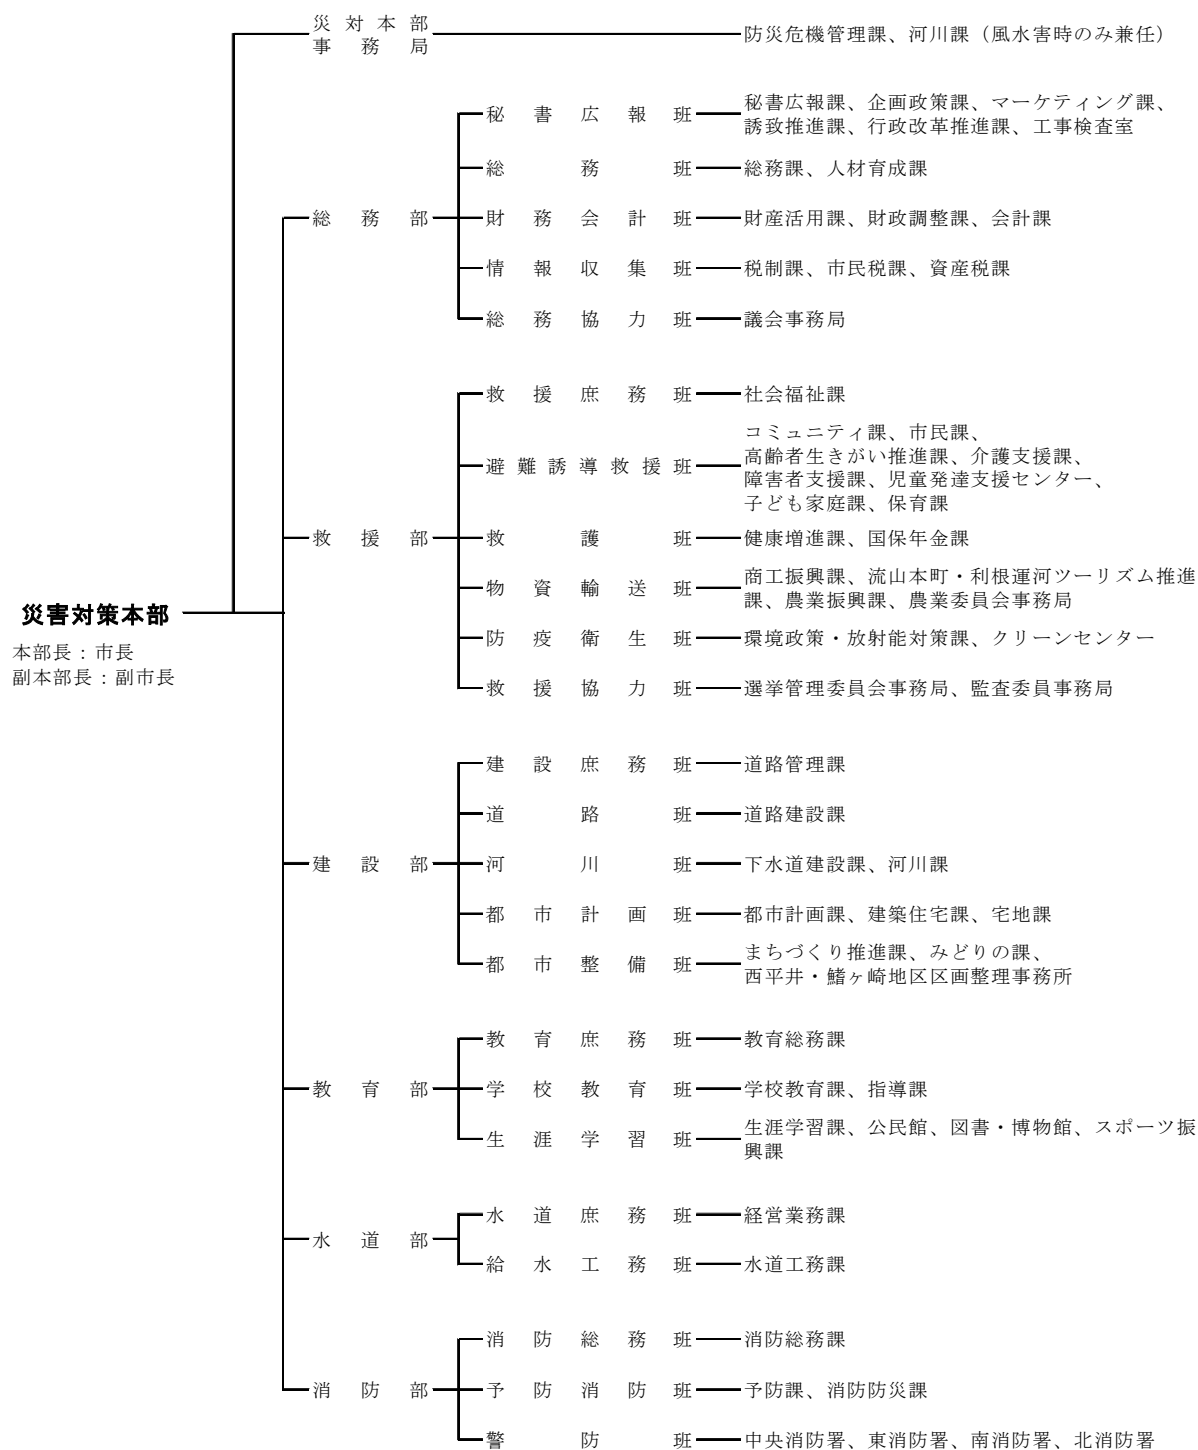 災対本部
事務局
防災危機管理課、河川課（風水害時のみ兼任）
秘書広報班
秘書広報課、企画政策課、マーケティング課、
誘致推進課、行政改革推進課、工事検査室
総務班
総務課、人材育成課
総務部
財務会計班
財産活用課、財政調整課、会計課
情報収集班
税制課、市民税課、資産税課
総務協力班
議会事務局
救援庶務班
社会福祉課
避難誘導救援班
コミュニティ課、市民課、
高齢者生きがい推進課、介護支援課、
障害者支援課、児童発達支援センター、
子ども家庭課、保育課
救援部
救護班
健康増進課、国保年金課
物資輸送班
商工振興課、流山本町・利根運河ツーリズム推進
課、農業振興課、農業委員会事務局
災害対策本部
本部長：市長
副本部長：副市長
防疫衛生班
環境政策・放射能対策課、クリーンセンター
救援協力班
選挙管理委員会事務局、監査委員事務局
建設庶務班
道路管理課
道路班
道路建設課
建設部
河川班
下水道建設課、河川課
都市計画班
都市計画課、建築住宅課、宅地課
都市整備班
まちづくり推進課、みどりの課、
西平井・鰭ヶ崎地区区画整理事務所
教育庶務班
教育総務課
教育部
学校教育班
学校教育課、指導課
生涯学習班
生涯学習課、公民館、図書・博物館、スポーツ振
興課
水道部
水道庶務班
経営業務課
給水工務班
水道工務課
消防総務班
消防総務課
消防部
予防消防班
予防課、消防防災課
警防班
中央消防署、東消防署、南消防署、北消防署